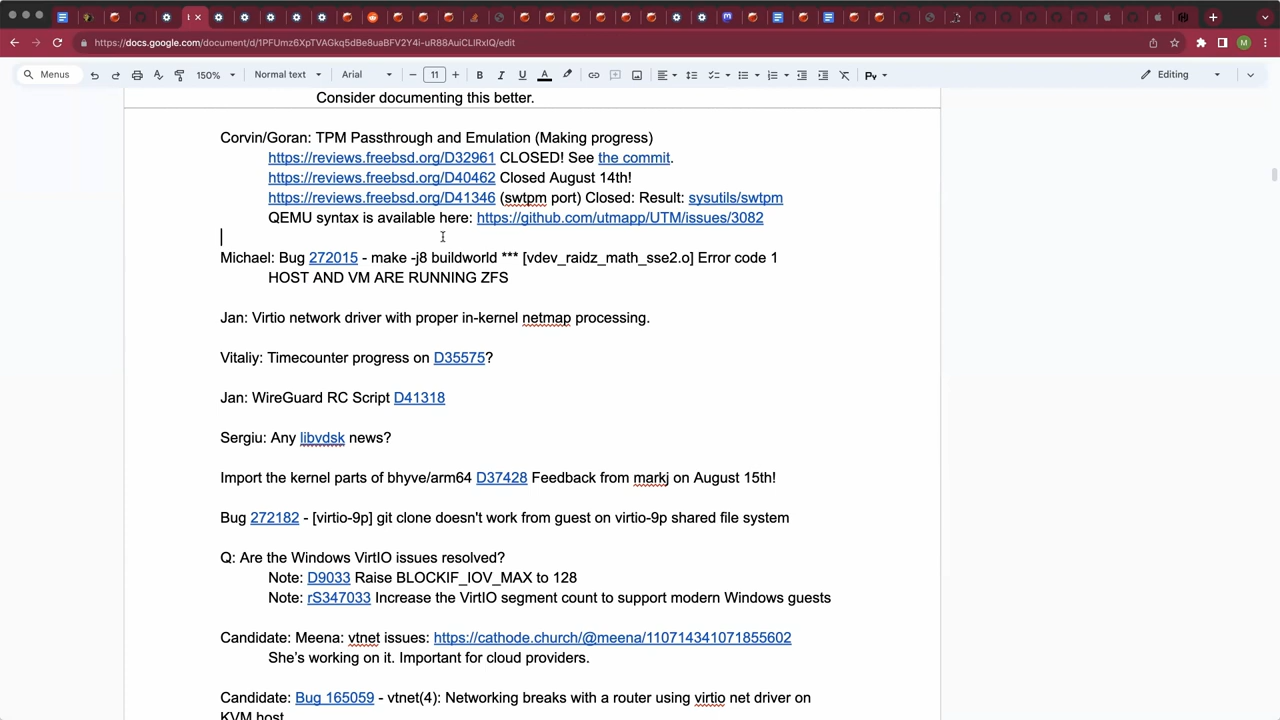 https://docs.google.com/document/d/1PFUmz6XpTVAGkq5dBe8uaBFV2Y4i-uR88AuiCLIRxIQ/edit
M
Menus
150%
Normal text
Arial
11
Editing
Consider documenting this better.
Corvin/Goran: TPM Passthrough and Emulation (Making progress)
https://reviews.freebsd.org/D32961 CLOSED! See the commit.
https://reviews.freebsd.org/D40462 Closed August 14th!
https://reviews.freebsd.org/D41346 (swtpm port) Closed: Result: sysutils/swtpm
QEMU syntax is available here: https://github.com/utmapp/UTM/issues/3082
Michael: Bug 272015 - make -j8 buildworld *** [vdev_raidz_math_sse2.o] Error code 1
HOST AND VM ARE RUNNING ZFS
Jan: Virtio network driver with proper in-kernel netmap processing.
Vitaliy: Timecounter progress on D35575?
Jan: WireGuard RC Script D41318
Sergiu: Any libvdsk news?
Import the kernel parts of bhyve/arm64 D37428 Feedback from markj on August 15th!
Bug 272182 - [virtio-9p] git clone doesn't work from guest on virtio-9p shared file system
Q: Are the Windows VirtIO issues resolved?
Note: D9033 Raise BLOCKIF_IOV_MAX to 128
Note: rS347033 Increase the VirtIO segment count to support modern Windows guests
Candidate: Meena: vtnet issues: https://cathode.church/@meena/110714341071855602
She's working on it. Important for cloud providers.
Candidate: Bug 165059 - vtnet(4): Networking breaks with a router using virtio net driver on
KVM host